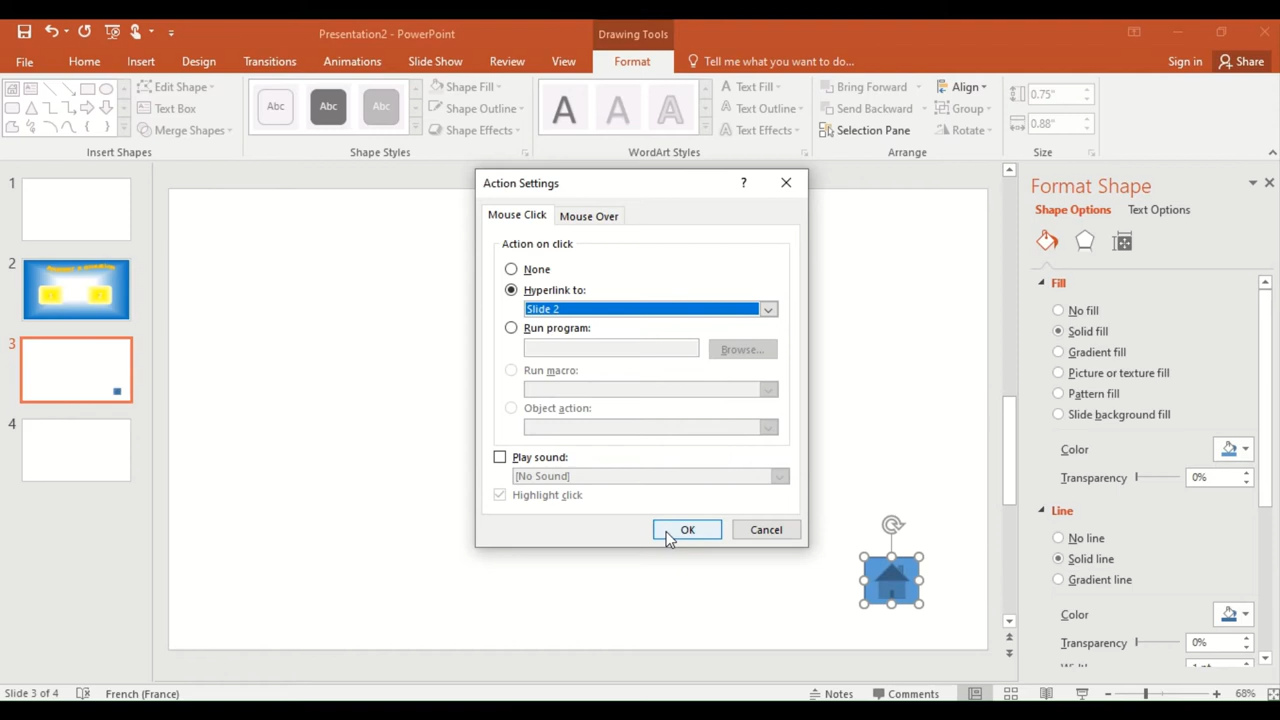 Presentation2 - PowerPoint
Drawing Tools
File Home Insert Design Transitions Animations Slide Show Review View Format Tell me what you want to do... Sign in Share
Edit Shape
Text Box
Merge Shapes
Insert Shapes
Abc Abc Abc
Shape Fill
Shape Outline
Shape Effects
Shape Styles
A A A
Text Fill
Text Outline
Text Effects
WordArt Styles
Bring Forward
Send Backward
Selection Pane
Align
Group
Rotate
Arrange
0.75"
0.88"
Size
1
2
3
4
Action Settings
?
Mouse Click Mouse Over
Action on click
None
Hyperlink to:
Slide 2
Run program:
Browse...
Run macro:
Object action:
Play sound:
[No Sound]
Highlight click
OK Cancel
Format Shape
Shape Options Text Options
Fill
No fill
Solid fill
Gradient fill
Picture or texture fill
Pattern fill
Slide background fill
Color
Transparency 0%
Line
No line
Solid line
Gradient line
Color
Transparency 0%
Slide 3 of 4 French (France) Notes Comments 68%